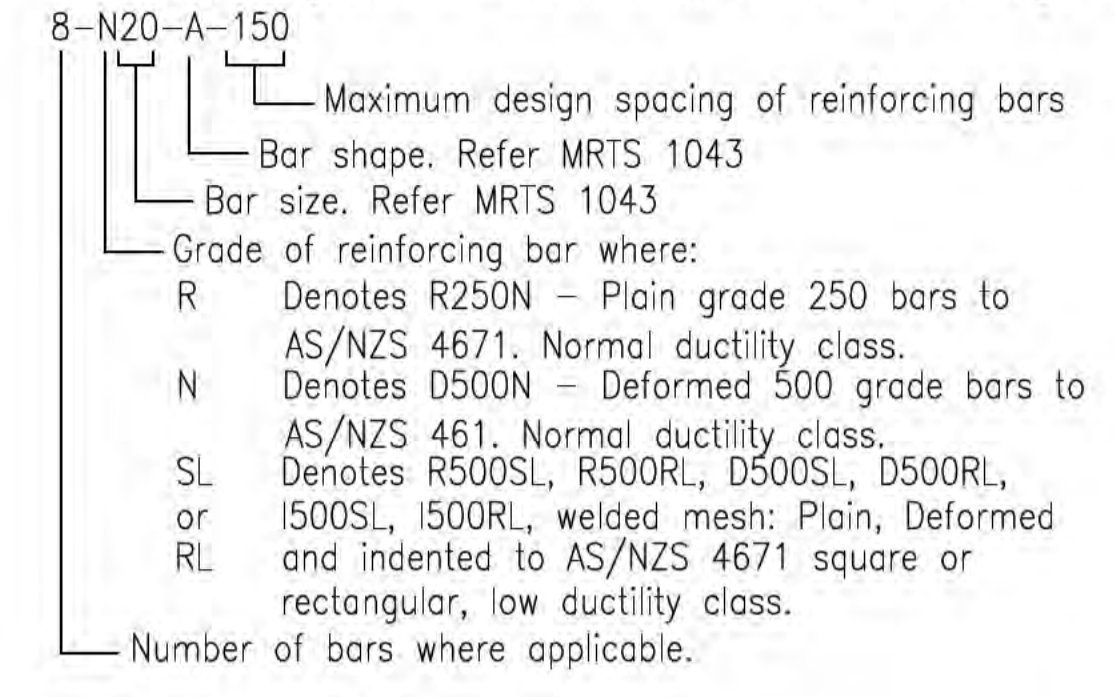 8-N20-A-150
Maximum design spacing of reinforcing bars
Bar shape. Refer MRTS 1043
Bar size. Refer MRTS 1043
Grade of reinforcing bar where:
R Denotes R250N – Plain grade 250 bars to
AS/NZS 4671. Normal ductility class.
N Denotes D500N – Deformed 500 grade bars to
AS/NZS 461. Normal ductility class.
SL Denotes R500SL, R500RL, D500SL, D500RL,
or I500SL, I500RL, welded mesh: Plain, Deformed
RL and indented to AS/NZS 4671 square or
rectangular, low ductility class.
Number of bars where applicable.